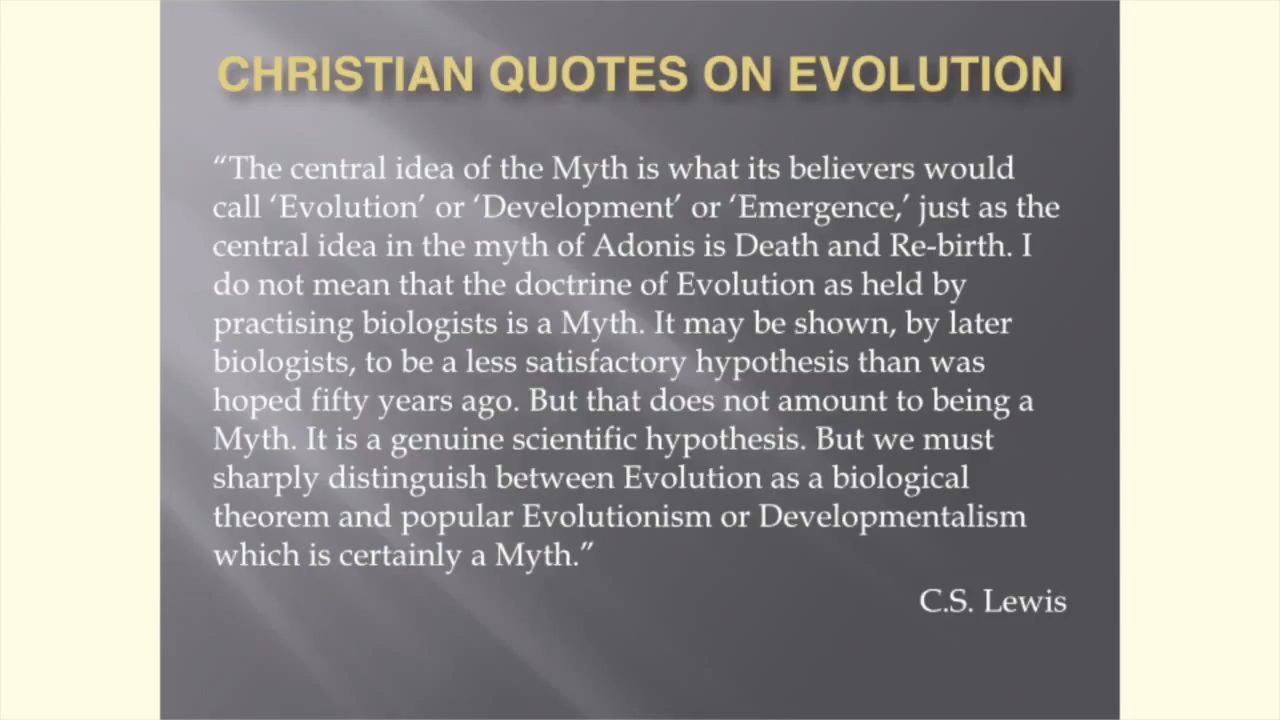 CHRISTIAN QUOTES ON EVOLUTION
“The central idea of the Myth is what its believers would
call ‘Evolution’ or ‘Development’ or ‘Emergence,’ just as the
central idea in the myth of Adonis is Death and Re-birth. I
do not mean that the doctrine of Evolution as held by
practising biologists is a Myth. It may be shown, by later
biologists, to be a less satisfactory hypothesis than was
hoped fifty years ago. But that does not amount to being a
Myth. It is a genuine scientific hypothesis. But we must
sharply distinguish between Evolution as a biological
theorem and popular Evolutionism or Developmentalism
which is certainly a Myth.”
C.S. Lewis